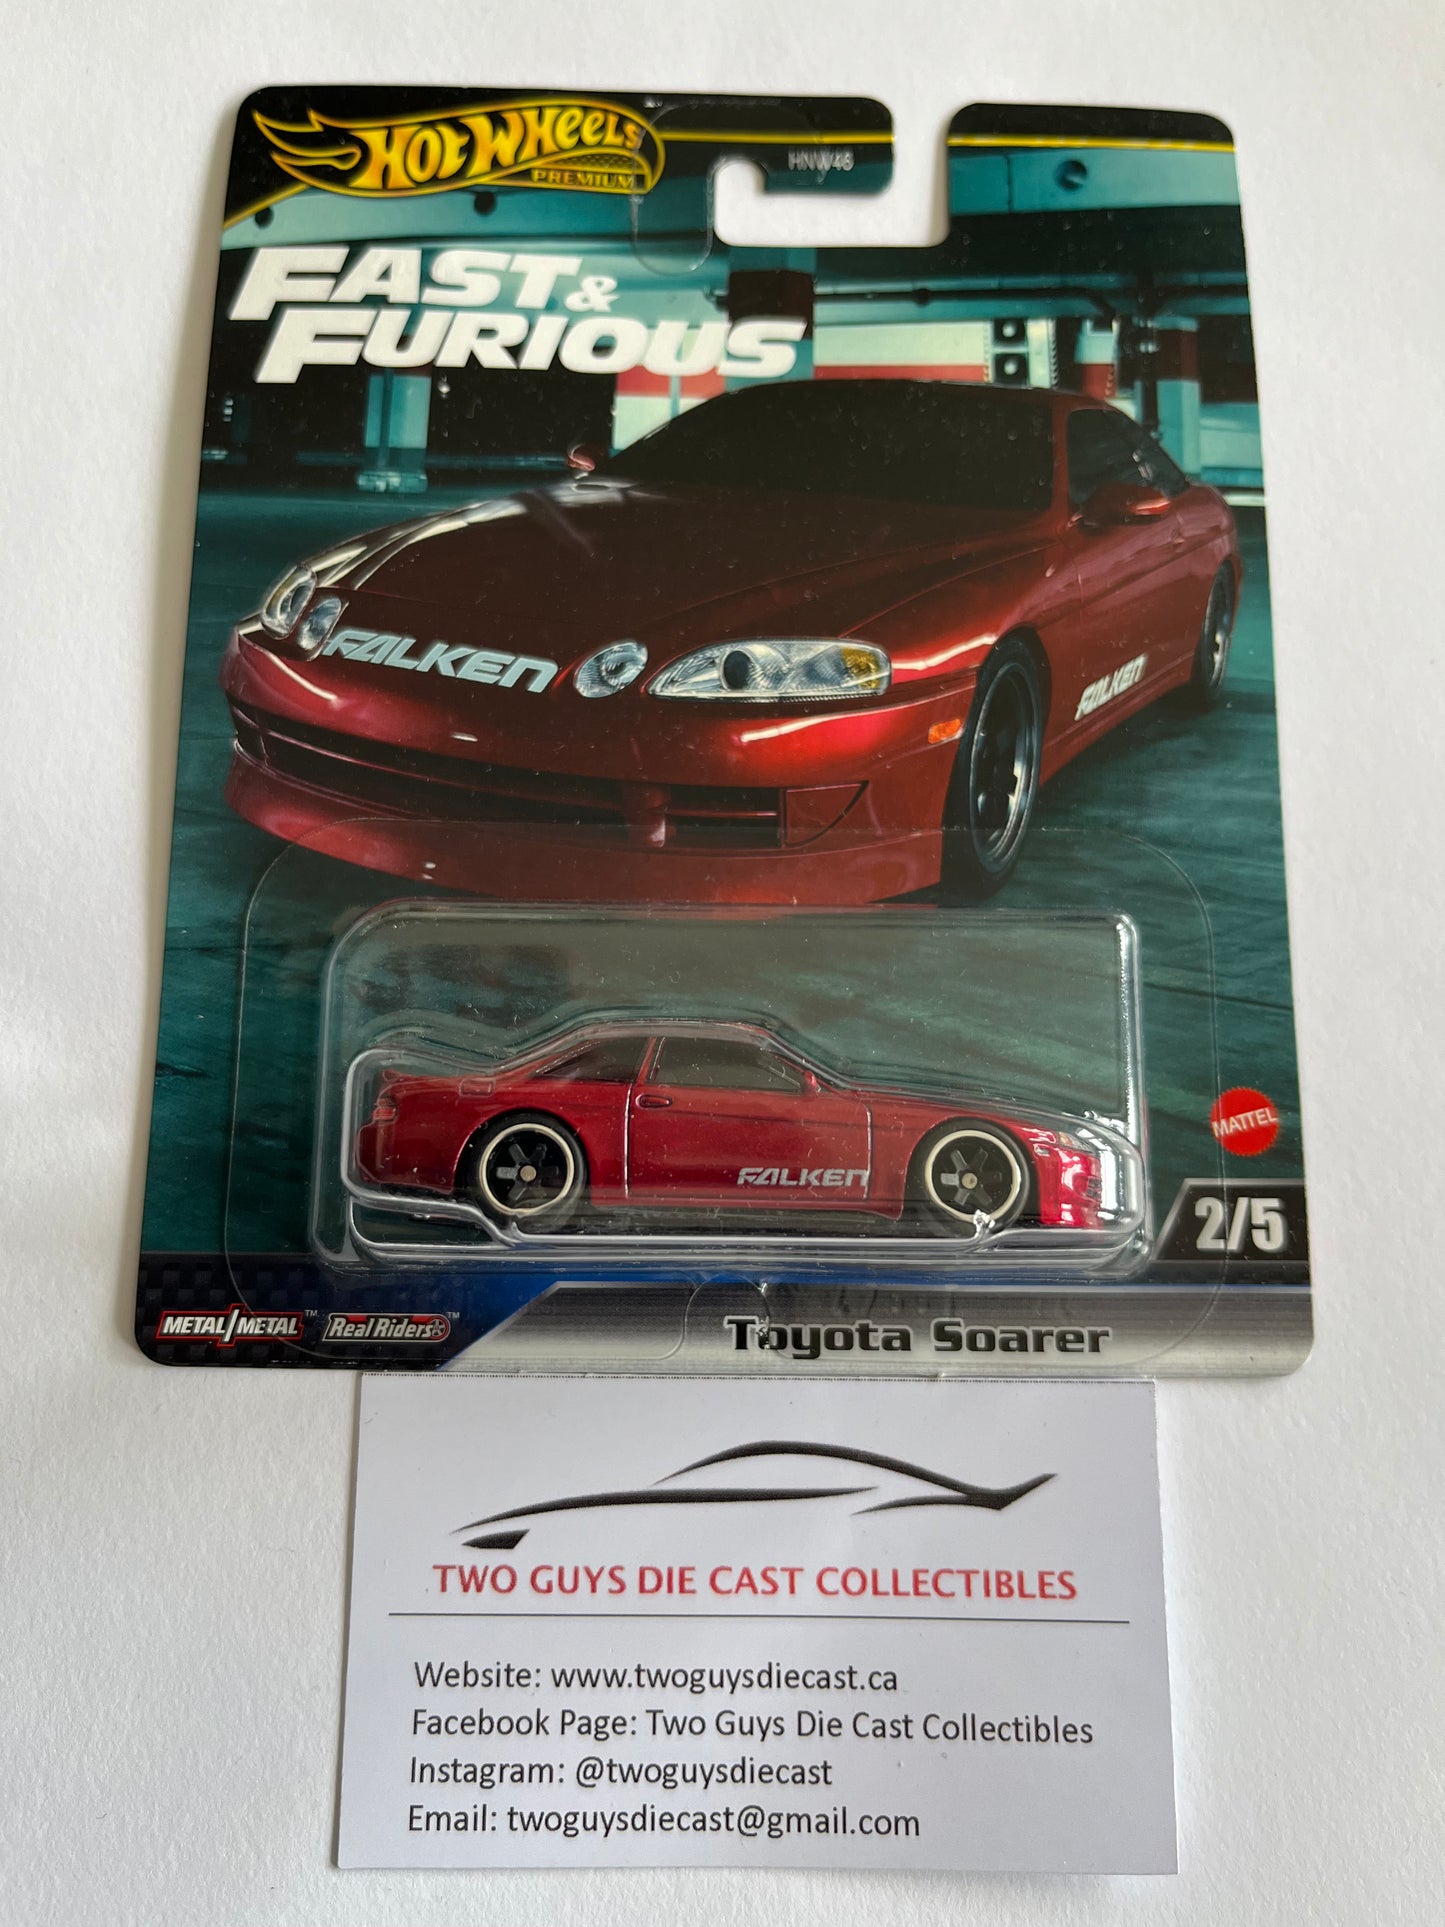 HOT WHEELS
PREMIUM
HNW46
FAST &
FURIOUS
FALKEN
FALKEN
FALKEN
MATTEL
2/5
METAL/METAL™
Real Riders™
Toyota Soarer
TWO GUYS DIE CAST COLLECTIBLES
Website: www.twoguysdiecast.ca
Facebook Page: Two Guys Die Cast Collectibles
Instagram: @twoguysdiecast
Email: twoguysdiecast@gmail.com